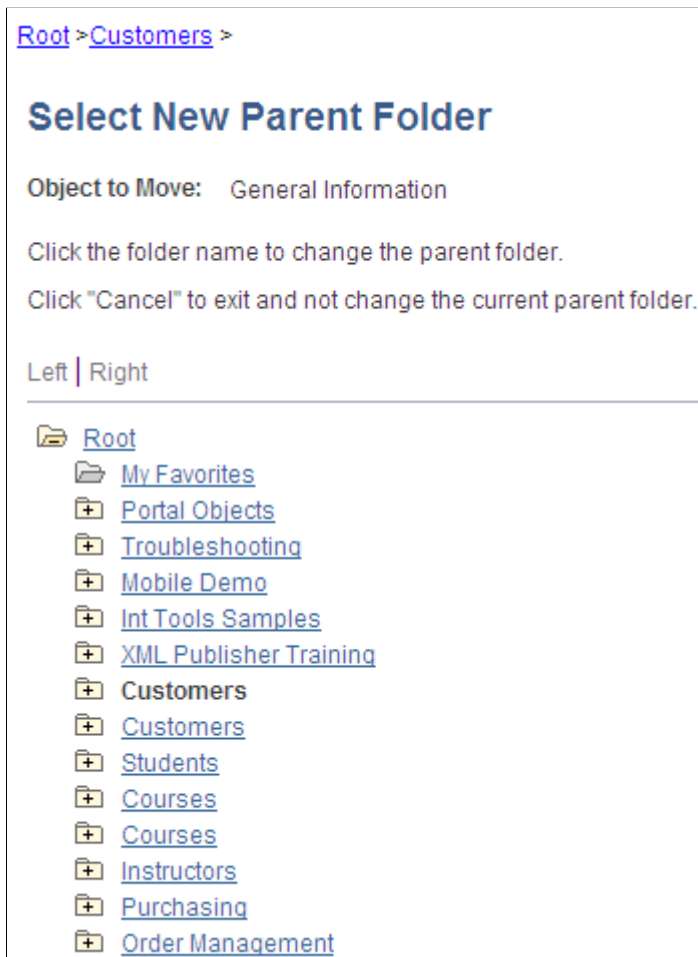 Root >Customers >
Select New Parent Folder
Object to Move: General Information
Click the folder name to change the parent folder.
Click "Cancel" to exit and not change the current parent folder.
Left | Right
Root
My Favorites
Portal Objects
Troubleshooting
Mobile Demo
Int Tools Samples
XML Publisher Training
Customers
Customers
Students
Courses
Courses
Instructors
Purchasing
Order Management